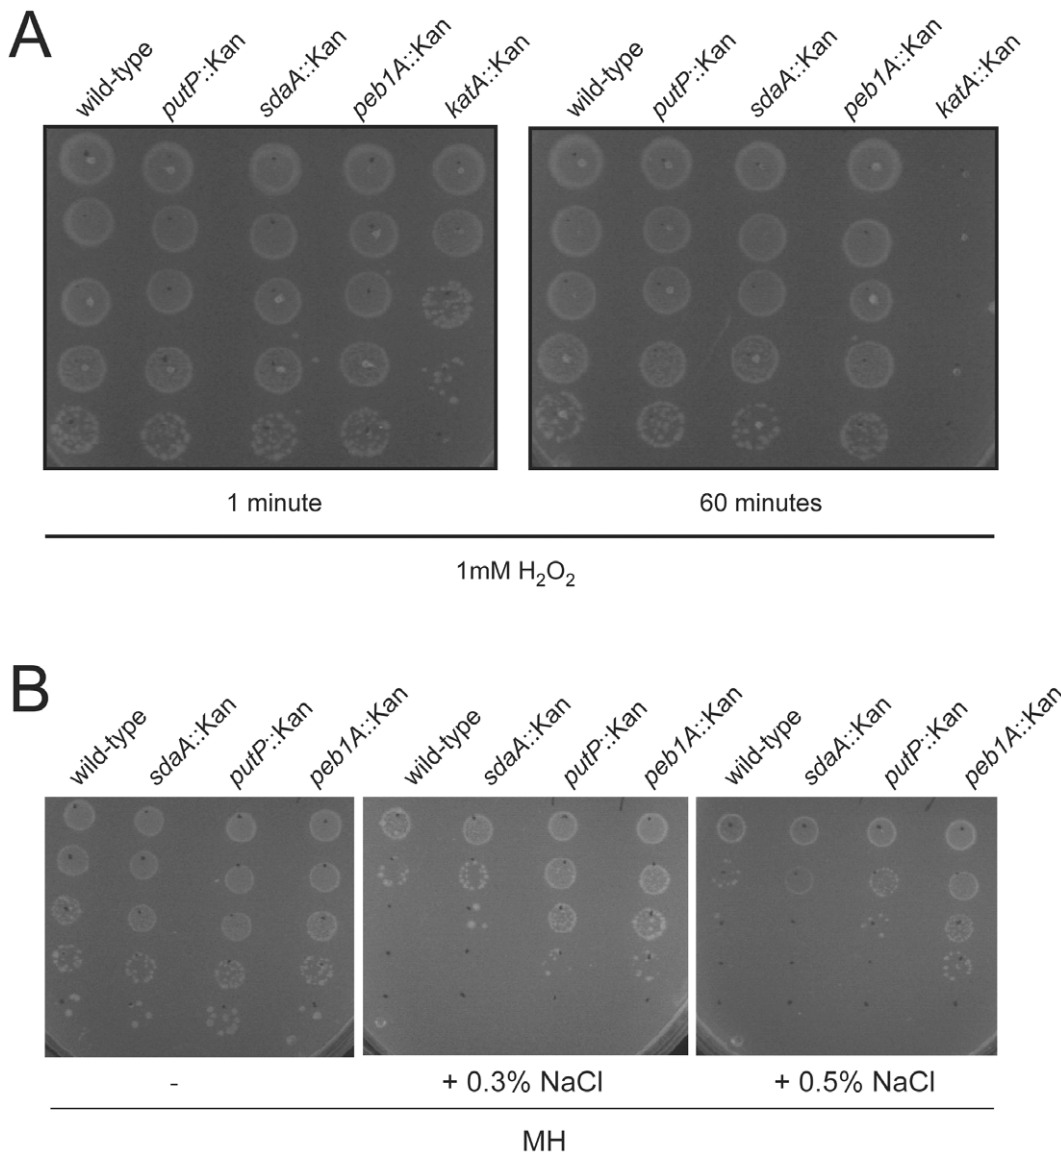 A
wild-type putP::Kan sdaA::Kan peb1A::Kan katA::Kan wild-type putP::Kan sdaA::Kan peb1A::Kan katA::Kan
1 minute 60 minutes
1mM H₂O₂
B
wild-type sdaA::Kan putP::Kan peb1A::Kan wild-type sdaA::Kan putP::Kan peb1A::Kan wild-type sdaA::Kan putP::Kan peb1A::Kan
- + 0.3% NaCl + 0.5% NaCl
MH